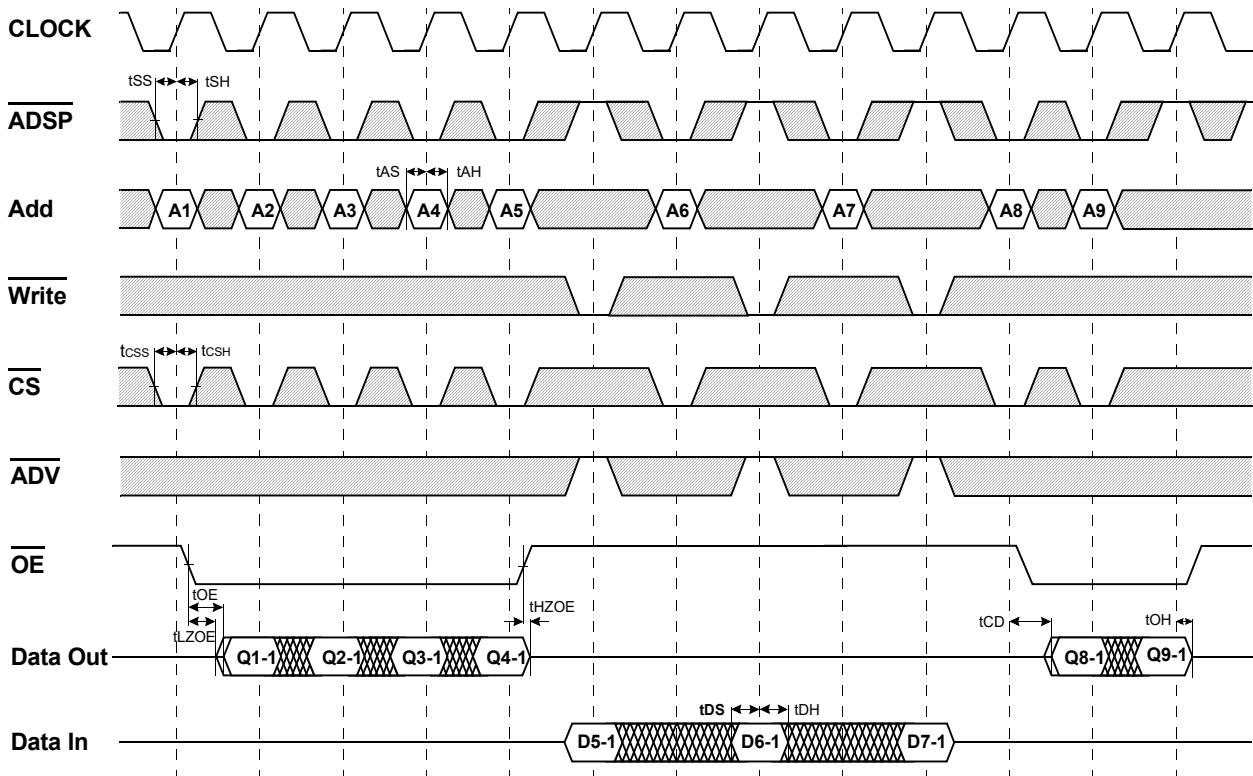 CLOCK
tSS tSH
ADSP
tAS tAH
Add A1 A2 A3 A4 A5 A6 A7 A8 A9
Write
tCSS tCSH
CS
ADV
OE
tOE tHZOE
tLZOE tCD tOH
Data Out Q1-1 Q2-1 Q3-1 Q4-1 Q8-1 Q9-1
tDS tDH
Data In D5-1 D6-1 D7-1